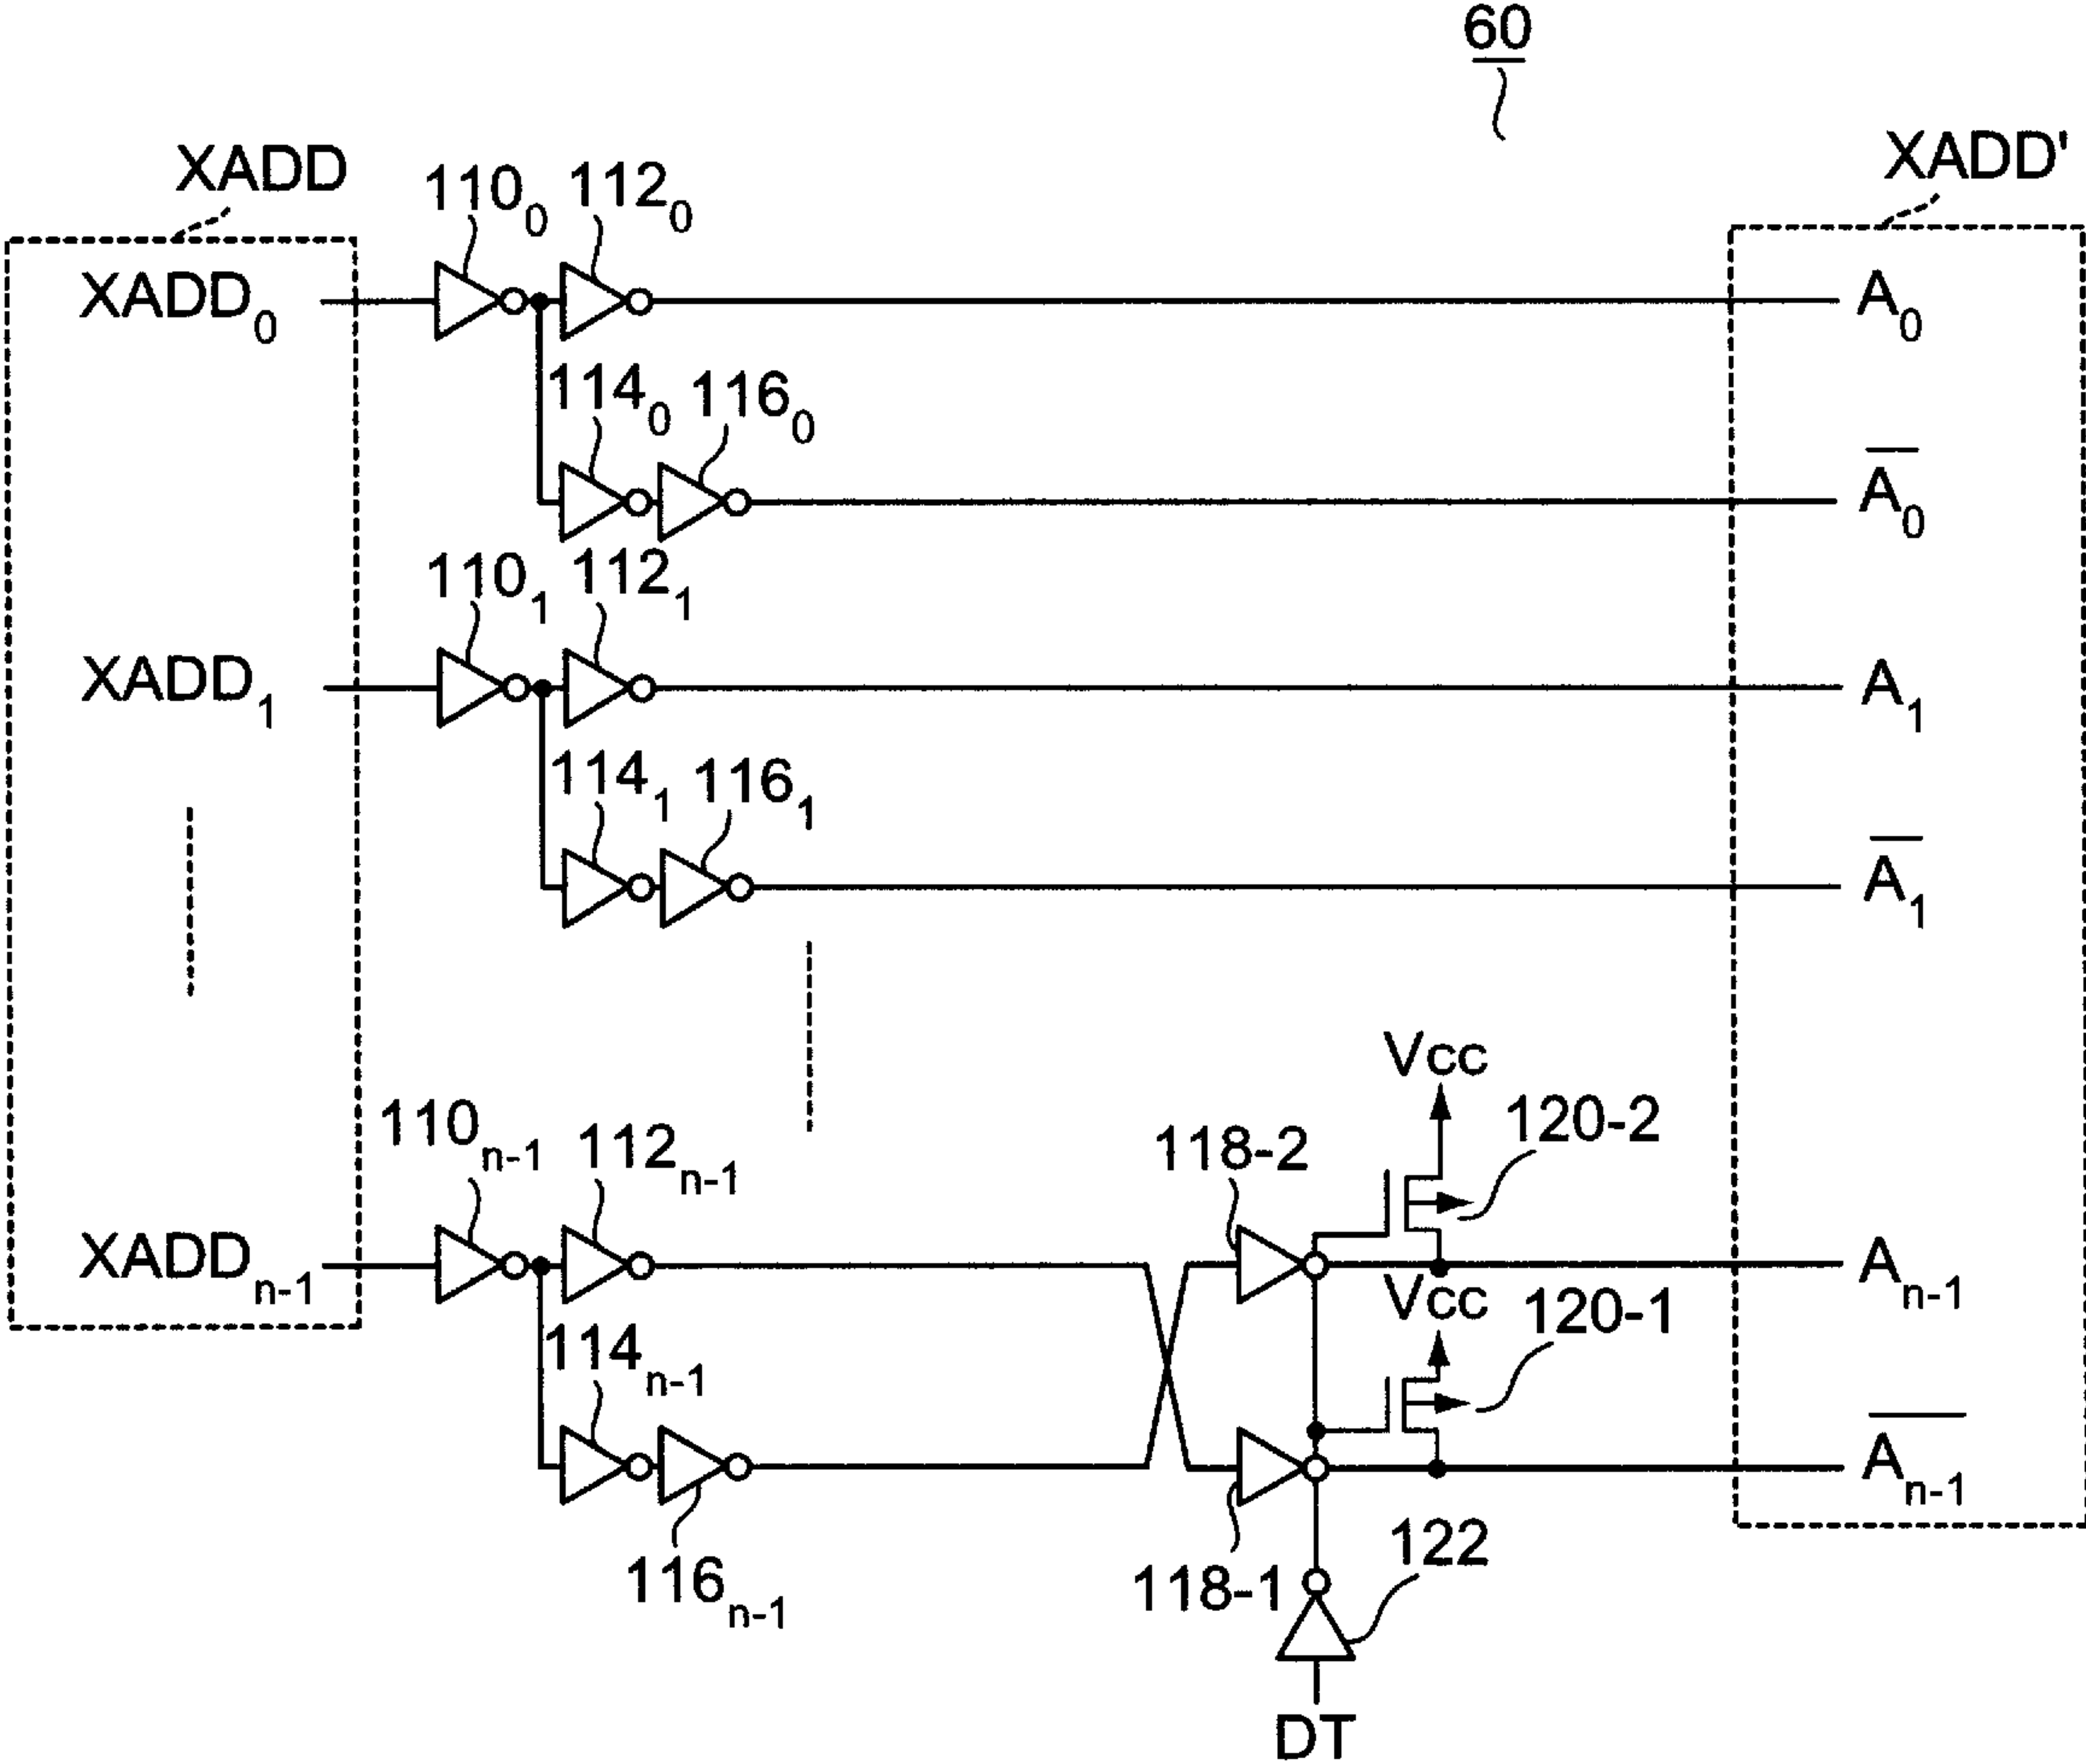 60
XADD
XADD'
110₀
112₀
XADD₀
A₀
114₀
116₀
A̅₀
110₁
112₁
XADD₁
A₁
114₁
116₁
A̅₁
Vcc
110ₙ₋₁
112ₙ₋₁
118-2
120-2
XADDₙ₋₁
Aₙ₋₁
Vcc
120-1
114ₙ₋₁
A̅ₙ₋₁
116ₙ₋₁
118-1
122
DT